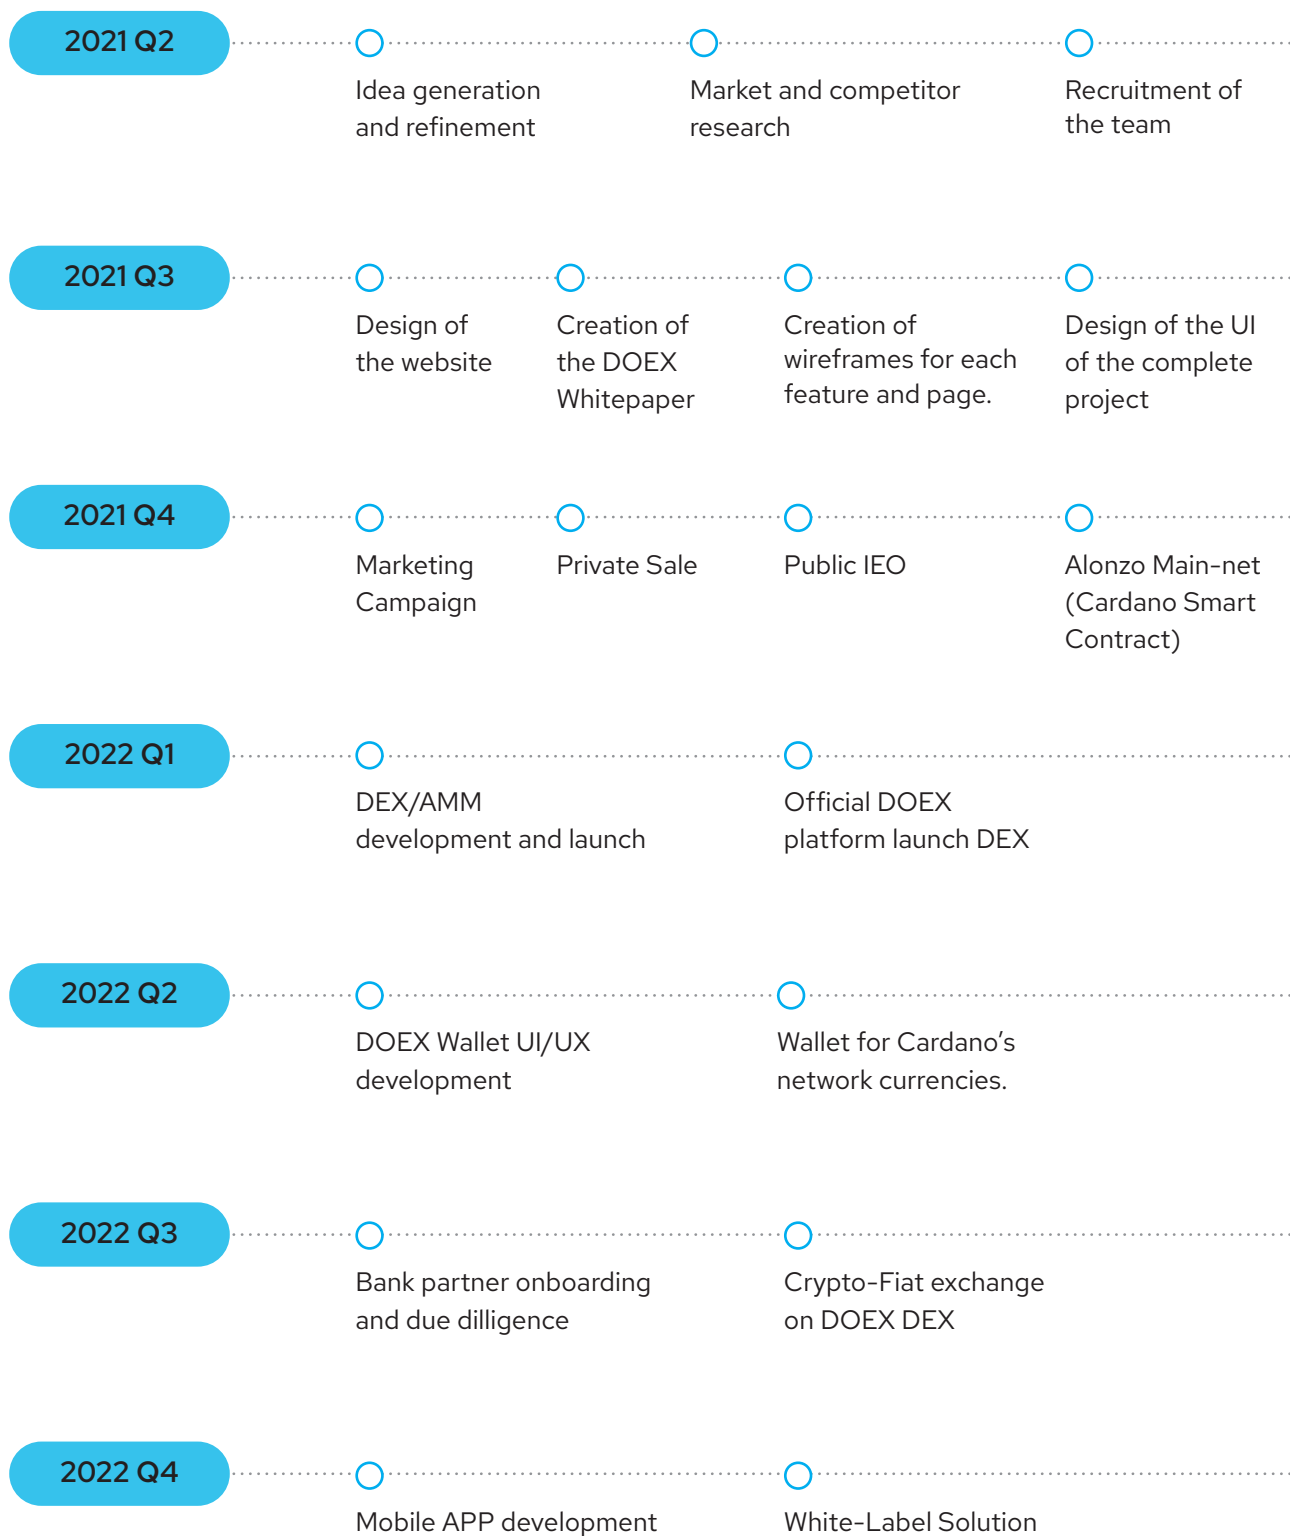 2021 Q2
Idea generation
and refinement
Market and competitor
research
Recruitment of
the team
2021 Q3
Design of
the website
Creation of
the DOEX
Whitepaper
Creation of
wireframes for each
feature and page.
Design of the UI
of the complete
project
2021 Q4
Marketing
Campaign
Private Sale
Public IEO
Alonzo Main-net
(Cardano Smart
Contract)
2022 Q1
DEX/AMM
development and launch
Official DOEX
platform launch DEX
2022 Q2
DOEX Wallet UI/UX
development
Wallet for Cardano’s
network currencies.
2022 Q3
Bank partner onboarding
and due dilligence
Crypto-Fiat exchange
on DOEX DEX
2022 Q4
Mobile APP development
White-Label Solution